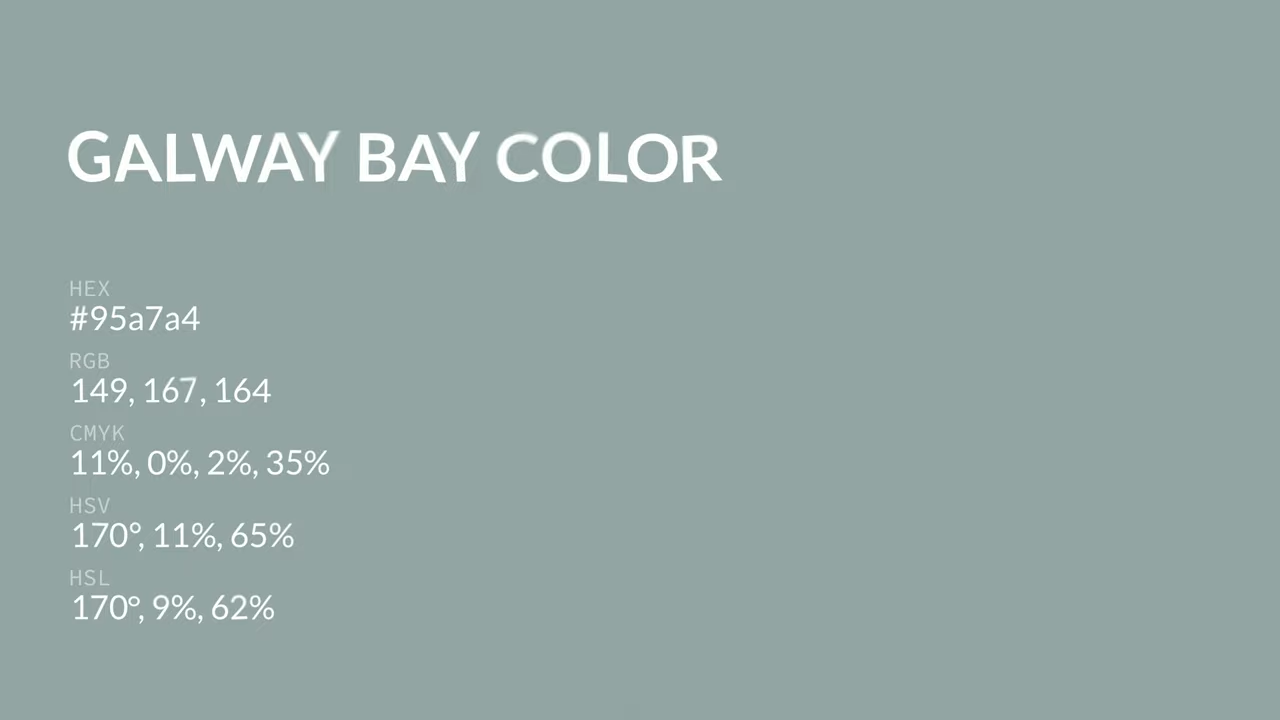 GALWAY BAY COLOR
HEX
#95a7a4
RGB
149, 167, 164
CMYK
11%, 0%, 2%, 35%
HSV
170°, 11%, 65%
HSL
170°, 9%, 62%